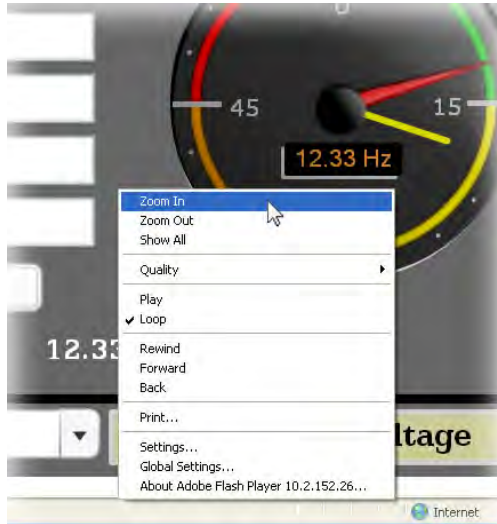 0
45
15
12.33 Hz
Zoom In
Zoom Out
Show All
Quality
Play
Loop
12.33
Rewind
Forward
Back
Print...
ltage
Settings...
Global Settings...
About Adobe Flash Player 10.2.152.26...
Internet